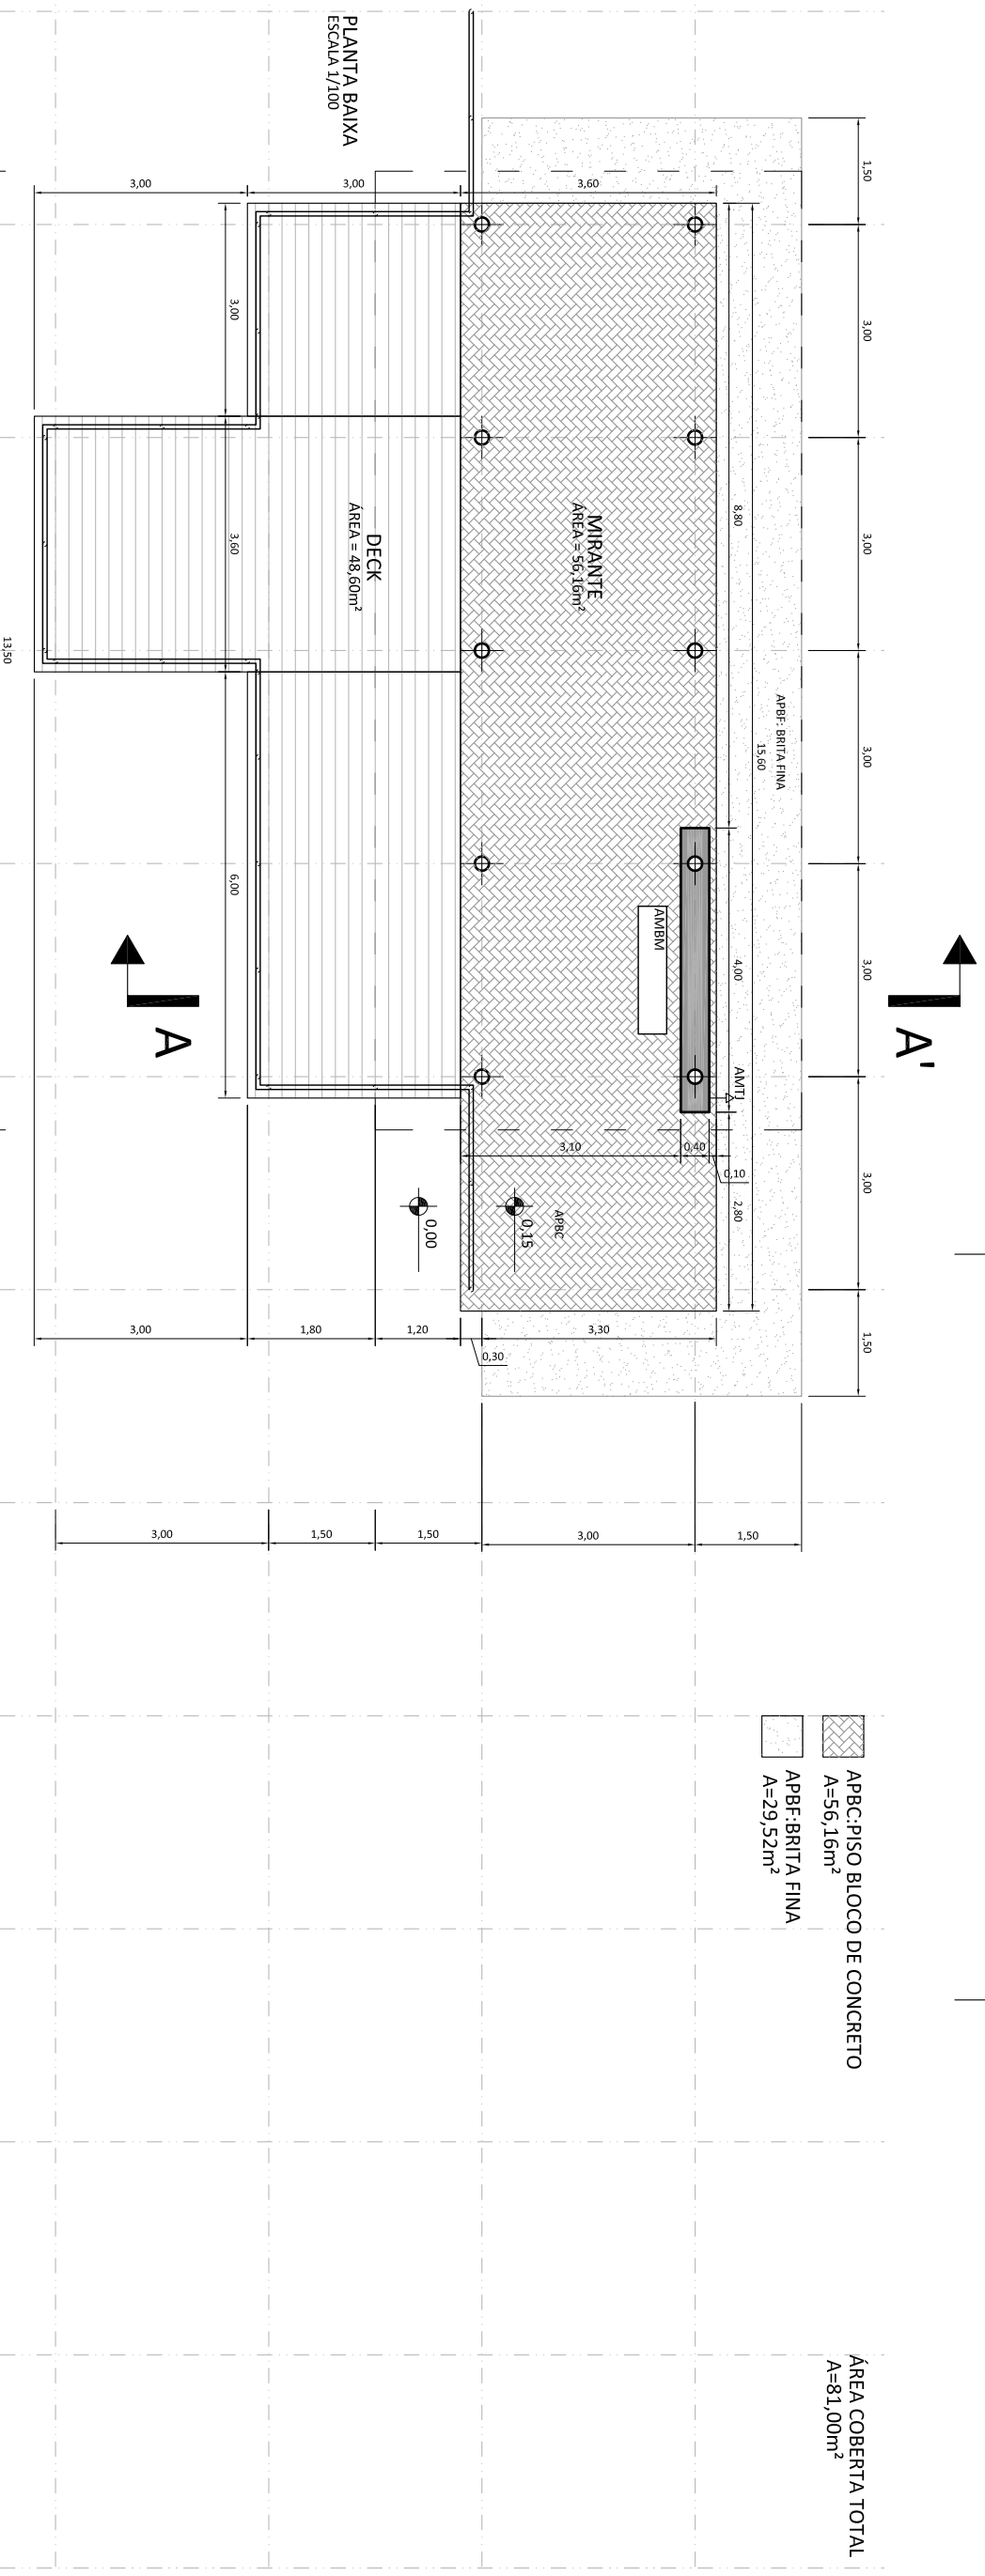 PLANTA BAIXA
ESCALA 1/100
1,50
3,00
3,00
3,00
3,00
3,00
1,50
3,00
3,00
3,60
8,80
15,60
4,00
2,80
APBF: BRITA FINA
MIRANTE
ÁREA = 56,16m²
DECK
ÁREA = 48,60m²
3,00
3,60
6,00
13,50
AMBM
AMTJ
3,10
0,40
0,10
APBC
0,15
0,00
A
A'
3,00
1,80
1,20
0,30
3,30
3,00
1,50
1,50
3,00
1,50
APBC:PISO BLOCO DE CONCRETO
A=56,16m²
APBF:BRITA FINA
A=29,52m²
ÁREA COBERTA TOTAL
A=81,00m²